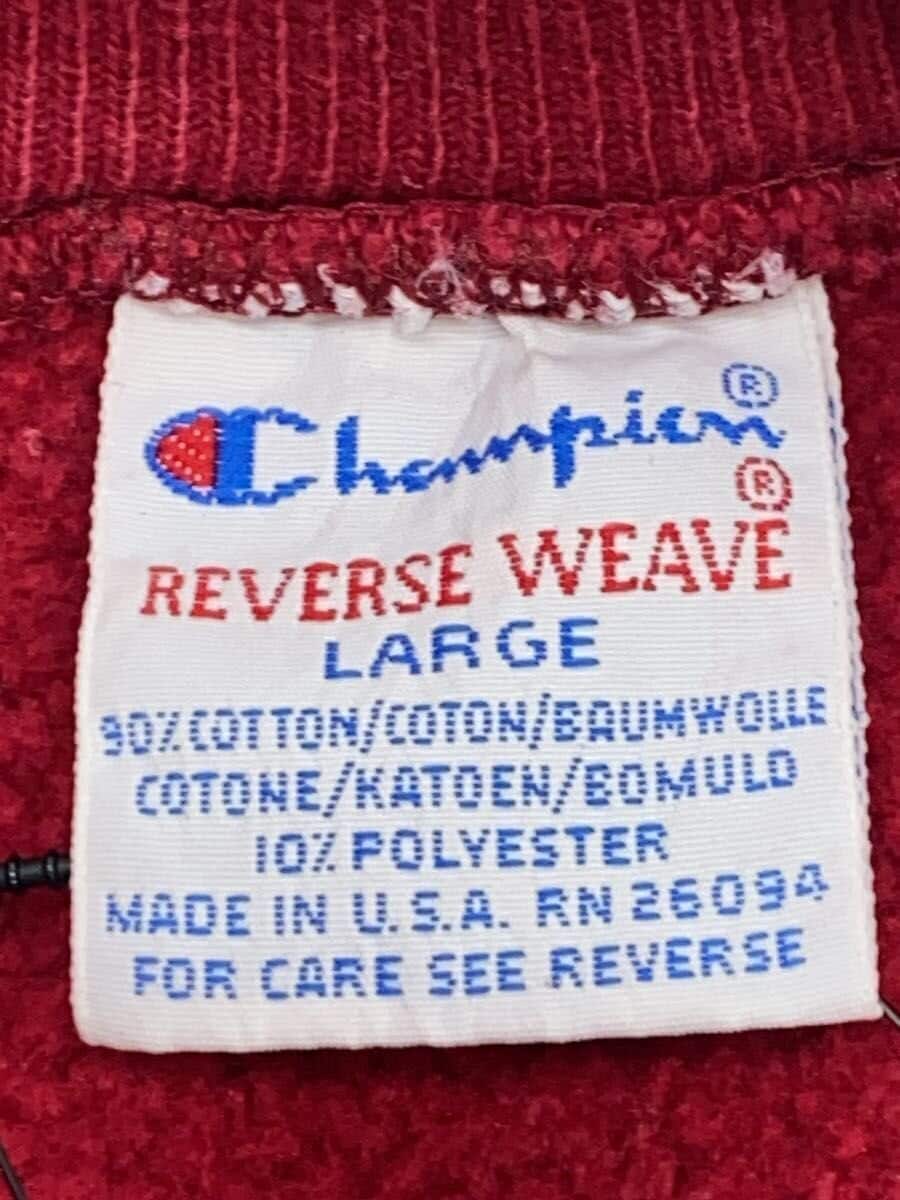 Champion®
REVERSE WEAVE®
LARGE
90% COTTON/COTON/BAUMWOLLE
COTONE/KATOEN/BOMULD
10% POLYESTER
MADE IN U.S.A. RN 26094
FOR CARE SEE REVERSE